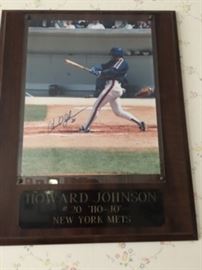 HOWARD JOHNSON
# 20 "HO-JO"
NEW YORK METS